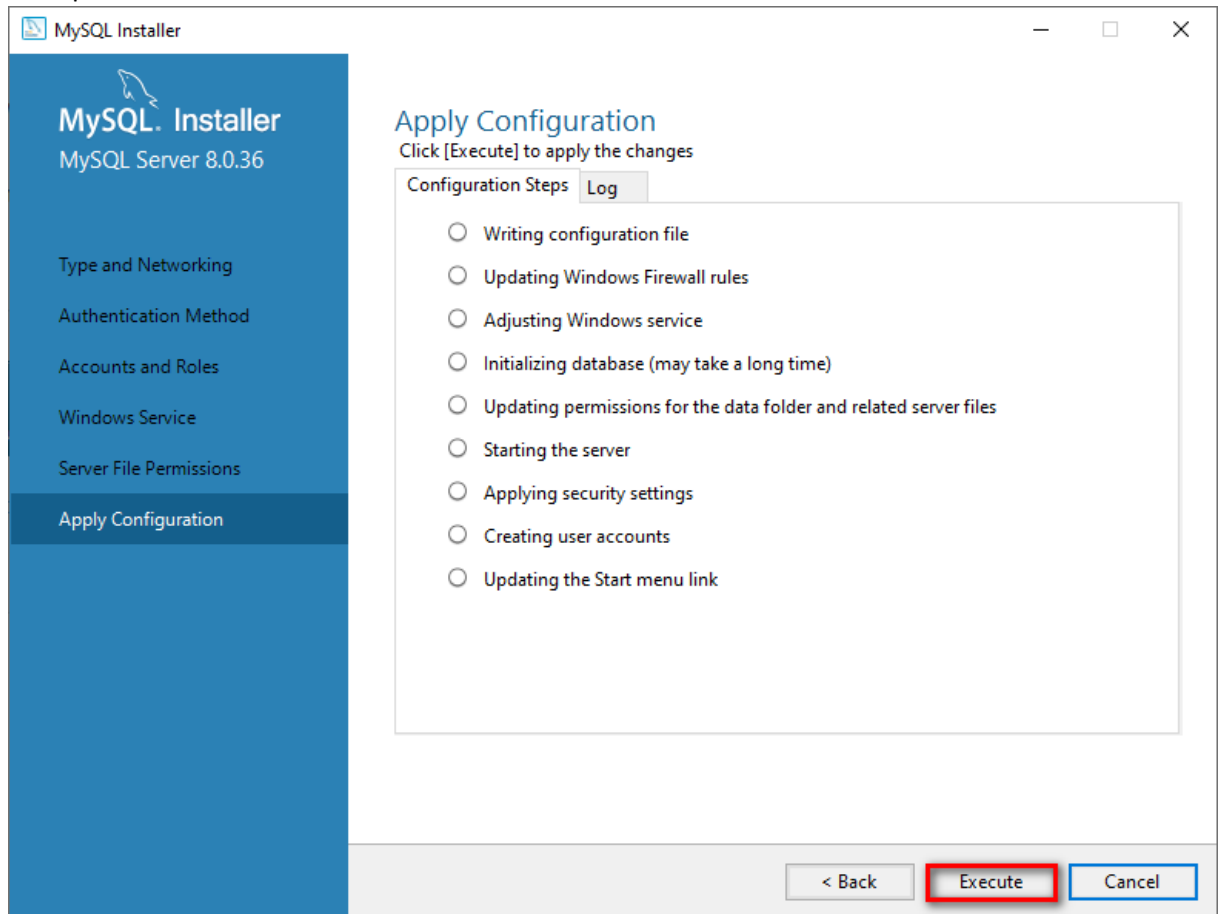 MySQL Installer
MySQL. Installer
MySQL Server 8.0.36
Type and Networking
Authentication Method
Accounts and Roles
Windows Service
Server File Permissions
Apply Configuration
Apply Configuration
Click [Execute] to apply the changes
Configuration Steps Log
Writing configuration file
Updating Windows Firewall rules
Adjusting Windows service
Initializing database (may take a long time)
Updating permissions for the data folder and related server files
Starting the server
Applying security settings
Creating user accounts
Updating the Start menu link
< Back Execute Cancel